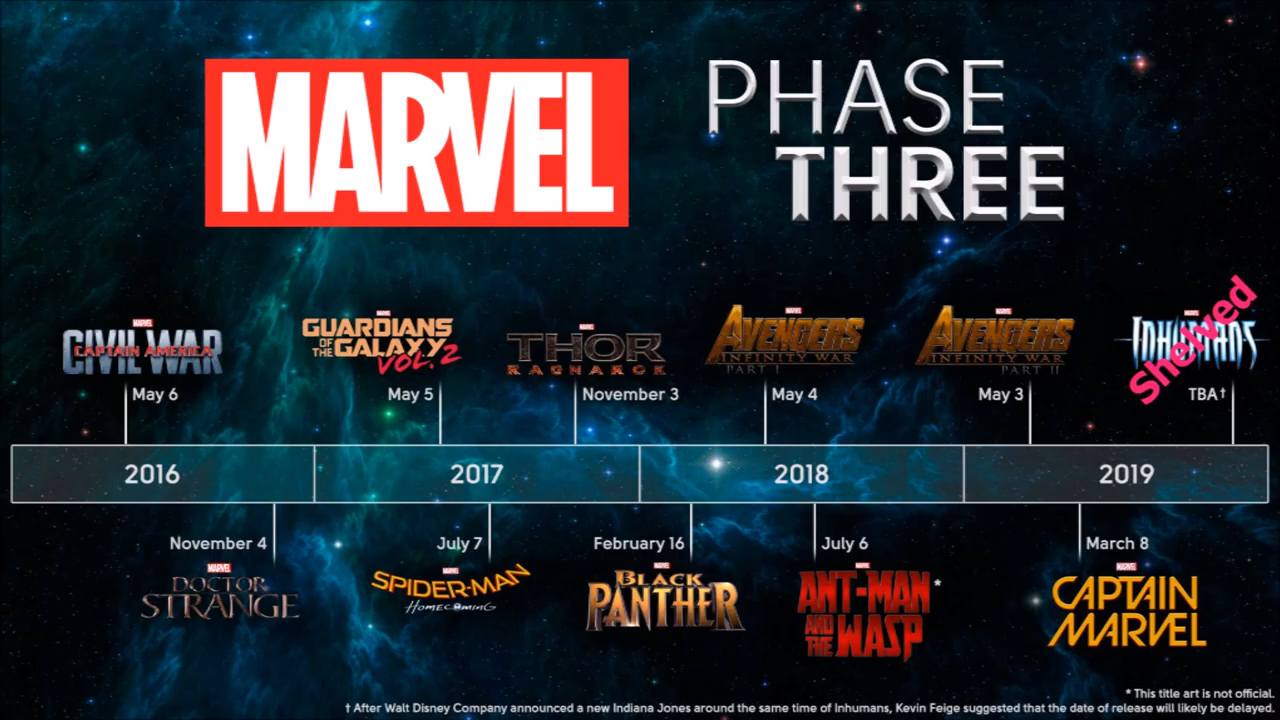 MARVEL
PHASE
THREE
MARVEL
CIVIL WAR
CAPTAIN AMERICA
May 6
MARVEL
GUARDIANS
OF THE GALAXY
VOL. 2
May 5
MARVEL
THOR
RAGNAROK
November 3
MARVEL
AVENGERS
INFINITY WAR
PART I
May 4
MARVEL
AVENGERS
INFINITY WAR
PART II
May 3
MARVEL
INHUMANS
Shelved
TBA†
2016
2017
2018
2019
November 4
MARVEL
DOCTOR
STRANGE
July 7
MARVEL
SPIDER-MAN
HOMECOMING
February 16
MARVEL
BLACK
PANTHER
July 6
MARVEL
ANT-MAN *
AND THE WASP
March 8
MARVEL
CAPTAIN
MARVEL
* This title art is not official.
† After Walt Disney Company announced a new Indiana Jones around the same time of Inhumans, Kevin Feige suggested that the date of release will likely be delayed.